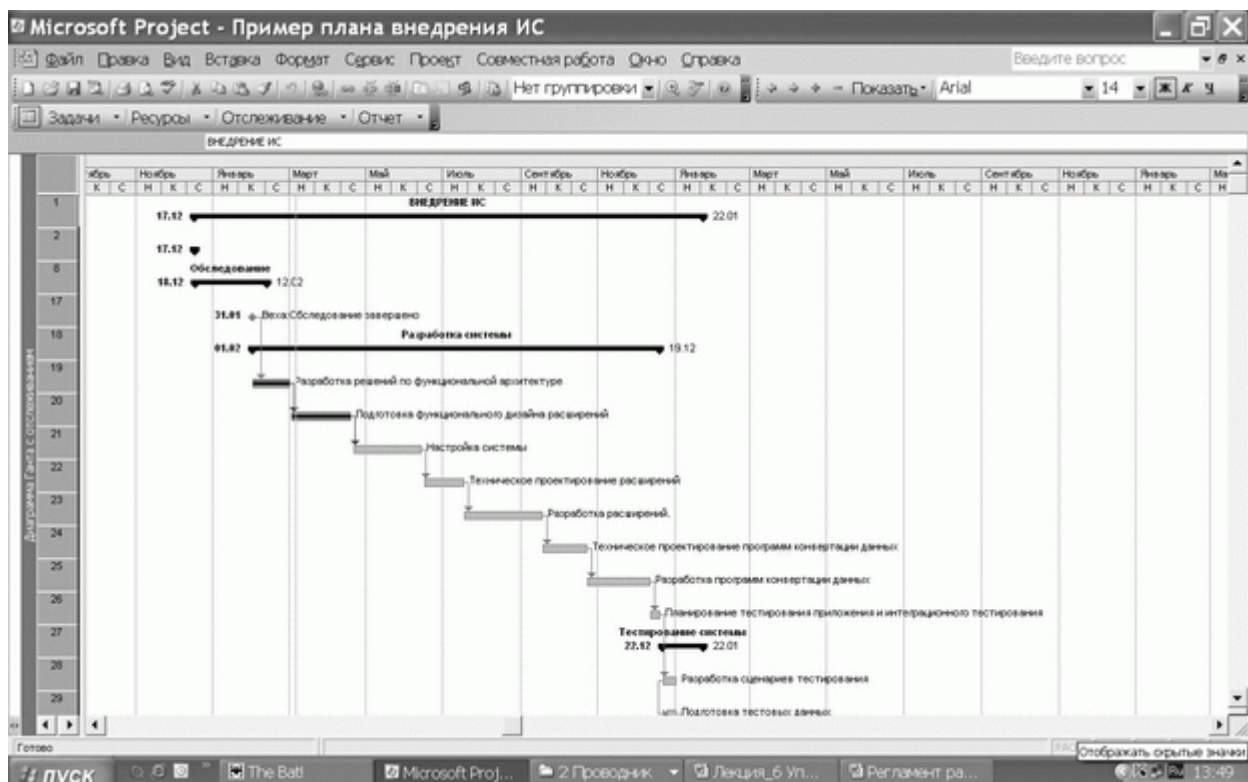 Microsoft Project - Пример плана внедрения ИС
Файл Правка Вид Вставка Формат Сервис Проект Совместная работа Окно Справка Введите вопрос
Нет группировки Показать Arial 14 Ж К Ч
Задачи Ресурсы Отслеживание Отчет
ВНЕДРЕНИЕ ИС
ябрь Ноябрь Январь Март Май Июль Сентябрь Ноябрь Январь Март Май Июль Сентябрь Ноябрь Январь Ма
К С Н К С Н К С Н К С Н К С Н К С Н К С Н К С Н К С Н К С Н К С Н К С Н К С Н К С Н К С Н
1 ВНЕДРЕНИЕ ИС
17.12 22.01
2
17.12
8 Обследование
18.12 12.02
17
31.01 Веха:Обследование завершено
18 Разработка системы
01.02 19.12
19
Разработка решений по функциональной архитектуре
20
Подготовка функционального дизайна расширений
21
Настройка системы
22
Техническое проектирование расширений
23
Разработка расширений.
24
Техническое проектирование программ конвертации данных
25
Разработка программ конвертации данных
26
Планирование тестирования приложения и интеграционного тестирования
27 Тестирование системы
22.12 22.01
28
Разработка сценариев тестирования
29
Подготовка тестовых данных
Диаграмма Ганта с отслеживанием
Готово
Отображать скрытые значки
пуск The Bat! Microsoft Proj... 2 Проводник Лекция_6 Уп... Регламент ра... 13:49